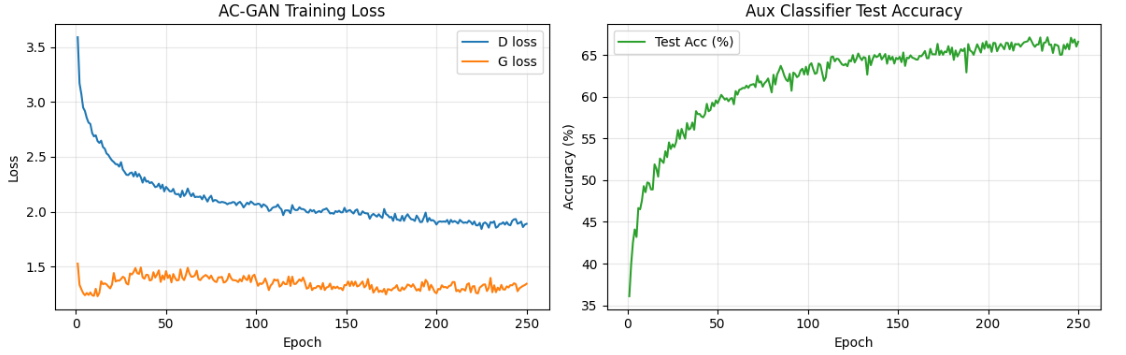 AC-GAN Training Loss
Loss
3.5
3.0
2.5
2.0
1.5
0
50
100
150
200
250
Epoch
D loss
G loss
Aux Classifier Test Accuracy
Accuracy (%)
65
60
55
50
45
40
35
0
50
100
150
200
250
Epoch
Test Acc (%)